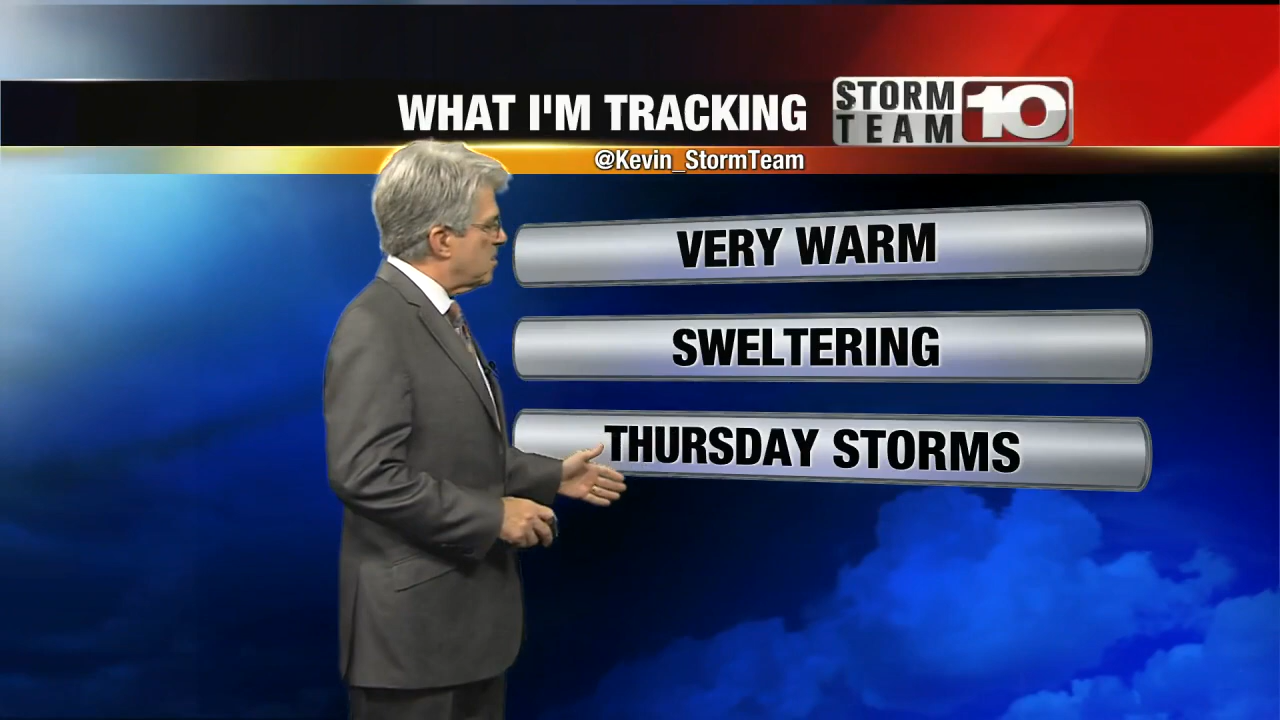 WHAT I'M TRACKING
STORM TEAM 10
@Kevin_StormTeam
VERY WARM
SWELTERING
THURSDAY STORMS